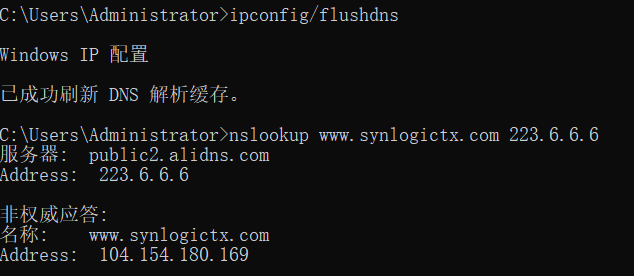 C:\Users\Administrator>ipconfig/flushdns
Windows IP 配置
已成功刷新 DNS 解析缓存。
C:\Users\Administrator>nslookup www.synlogictx.com 223.6.6.6
服务器:  public2.alidns.com
Address:  223.6.6.6
非权威应答:
名称:    www.synlogictx.com
Address:  104.154.180.169